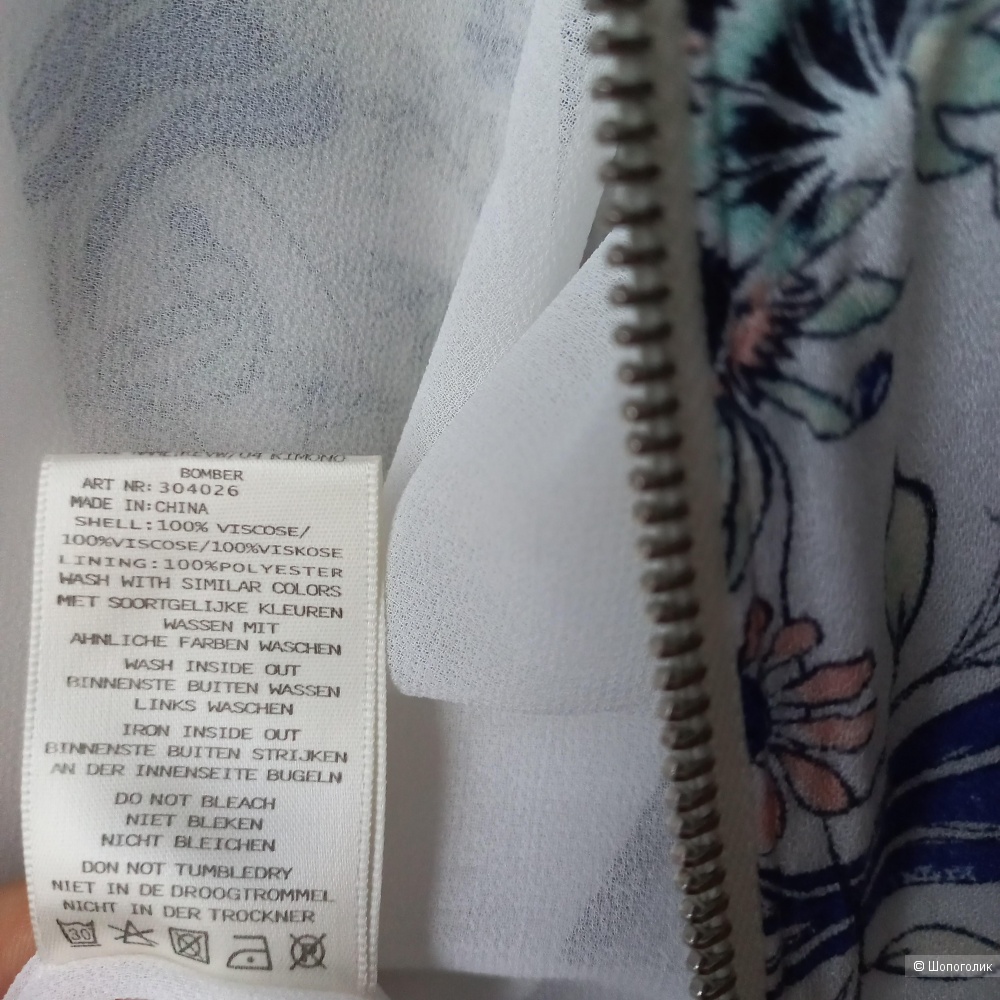 KIMONO
BOMBER
ART NR: 304026
MADE IN:CHINA
SHELL:100% VISCOSE/
100%VISCOSE/100%VISKOSE
LINING:100%POLYESTER
WASH WITH SIMILAR COLORS
MET SOORTGELIJKE KLEUREN
WASSEN MIT
AHNLICHE FARBEN WASCHEN
WASH INSIDE OUT
BINNENSTE BUITEN WASSEN
LINKS WASCHEN
IRON INSIDE OUT
BINNENSTE BUITEN STRIJKEN
AN DER INNENSEITE BUGELN
DO NOT BLEACH
NIET BLEKEN
NICHT BLEICHEN
DON NOT TUMBLEDRY
NIET IN DE DROOGTROMMEL
NICHT IN DER TROCKNER
30
© Шопоголик